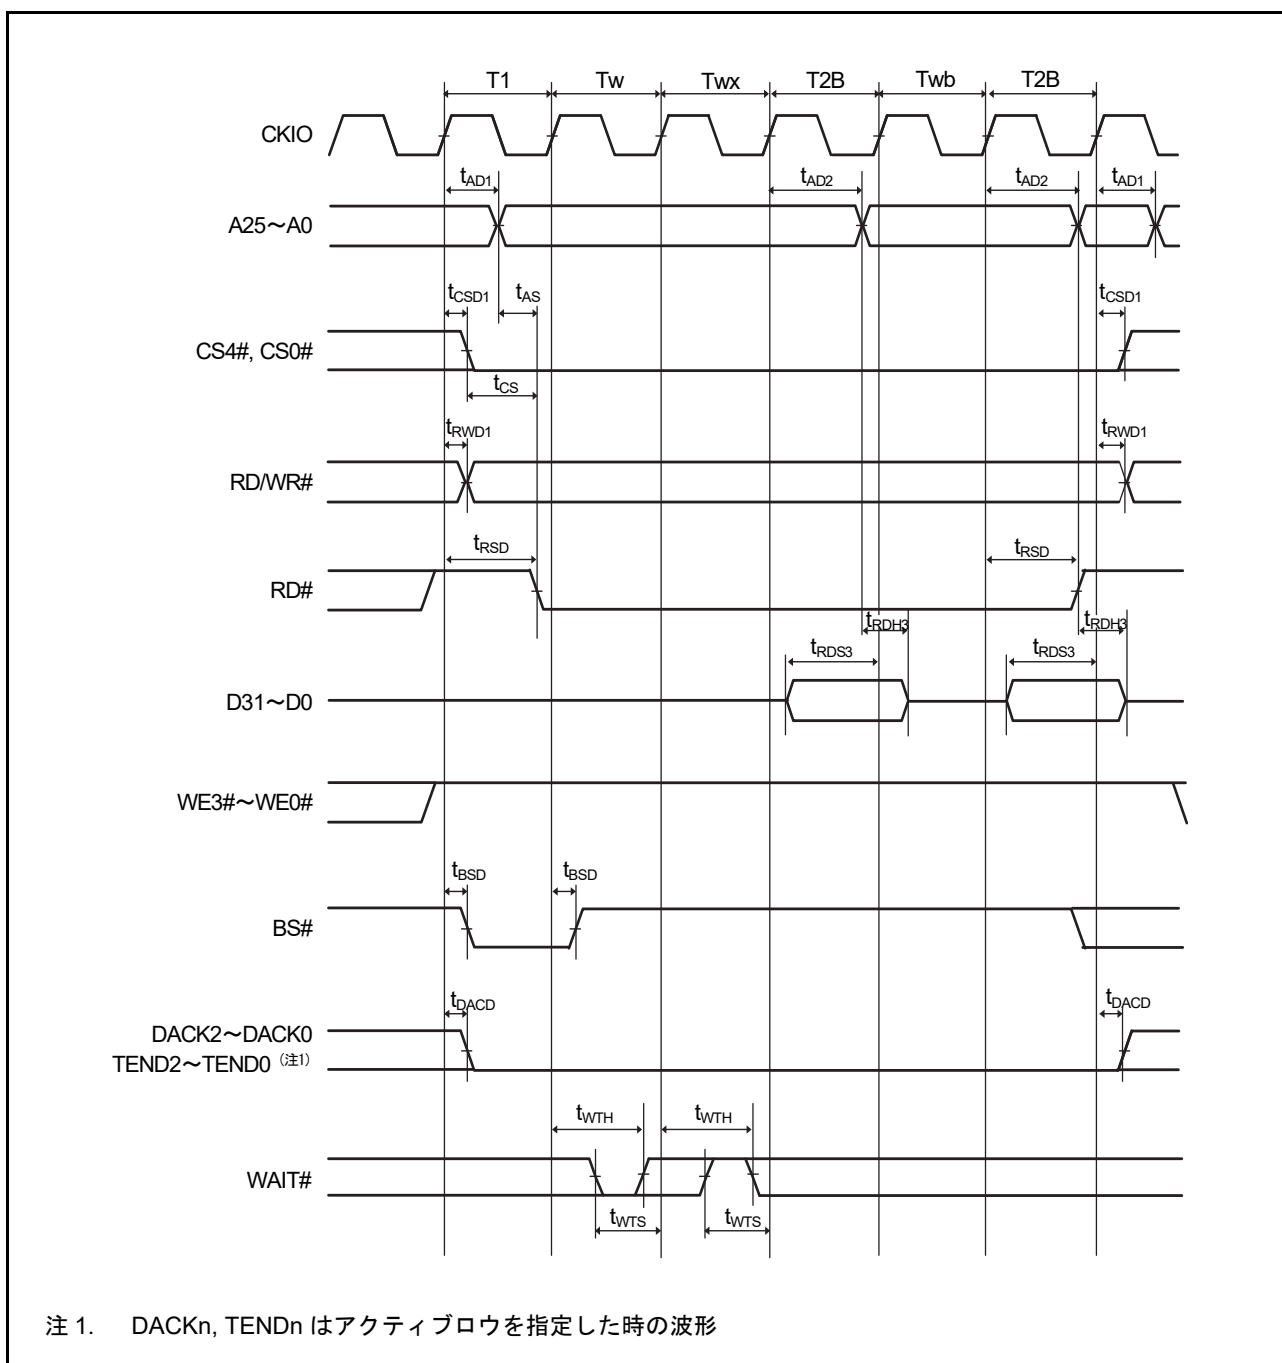 T1 Tw Twx T2B Twb T2B
CKIO
tAD1 tAD2 tAD2 tAD1
A25～A0
tCSD1 tAS tCSD1
CS4#, CS0#
tCS
tRWD1 tRWD1
RD/WR#
tRSD tRSD
RD#
tRDH3 tRDH3
tRDS3 tRDS3
D31～D0
WE3#～WE0#
tBSD tBSD
BS#
tDACD tDACD
DACK2～DACK0
TEND2～TEND0（注1）
tWTH tWTH
WAIT#
tWTS tWTS
注 1. DACKn, TENDn はアクティブロウを指定した時の波形